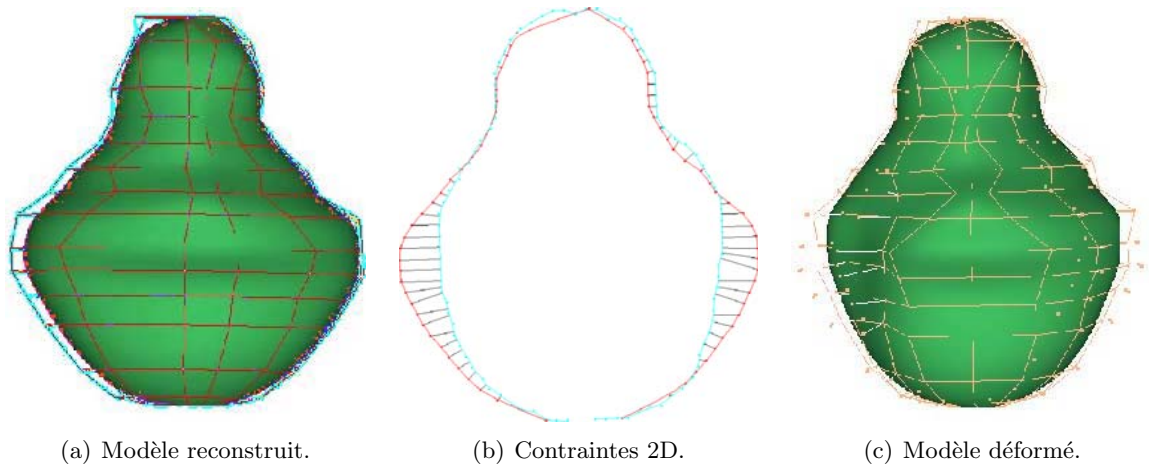 (a) Modèle reconstruit.
(b) Contraintes 2D.
(c) Modèle déformé.